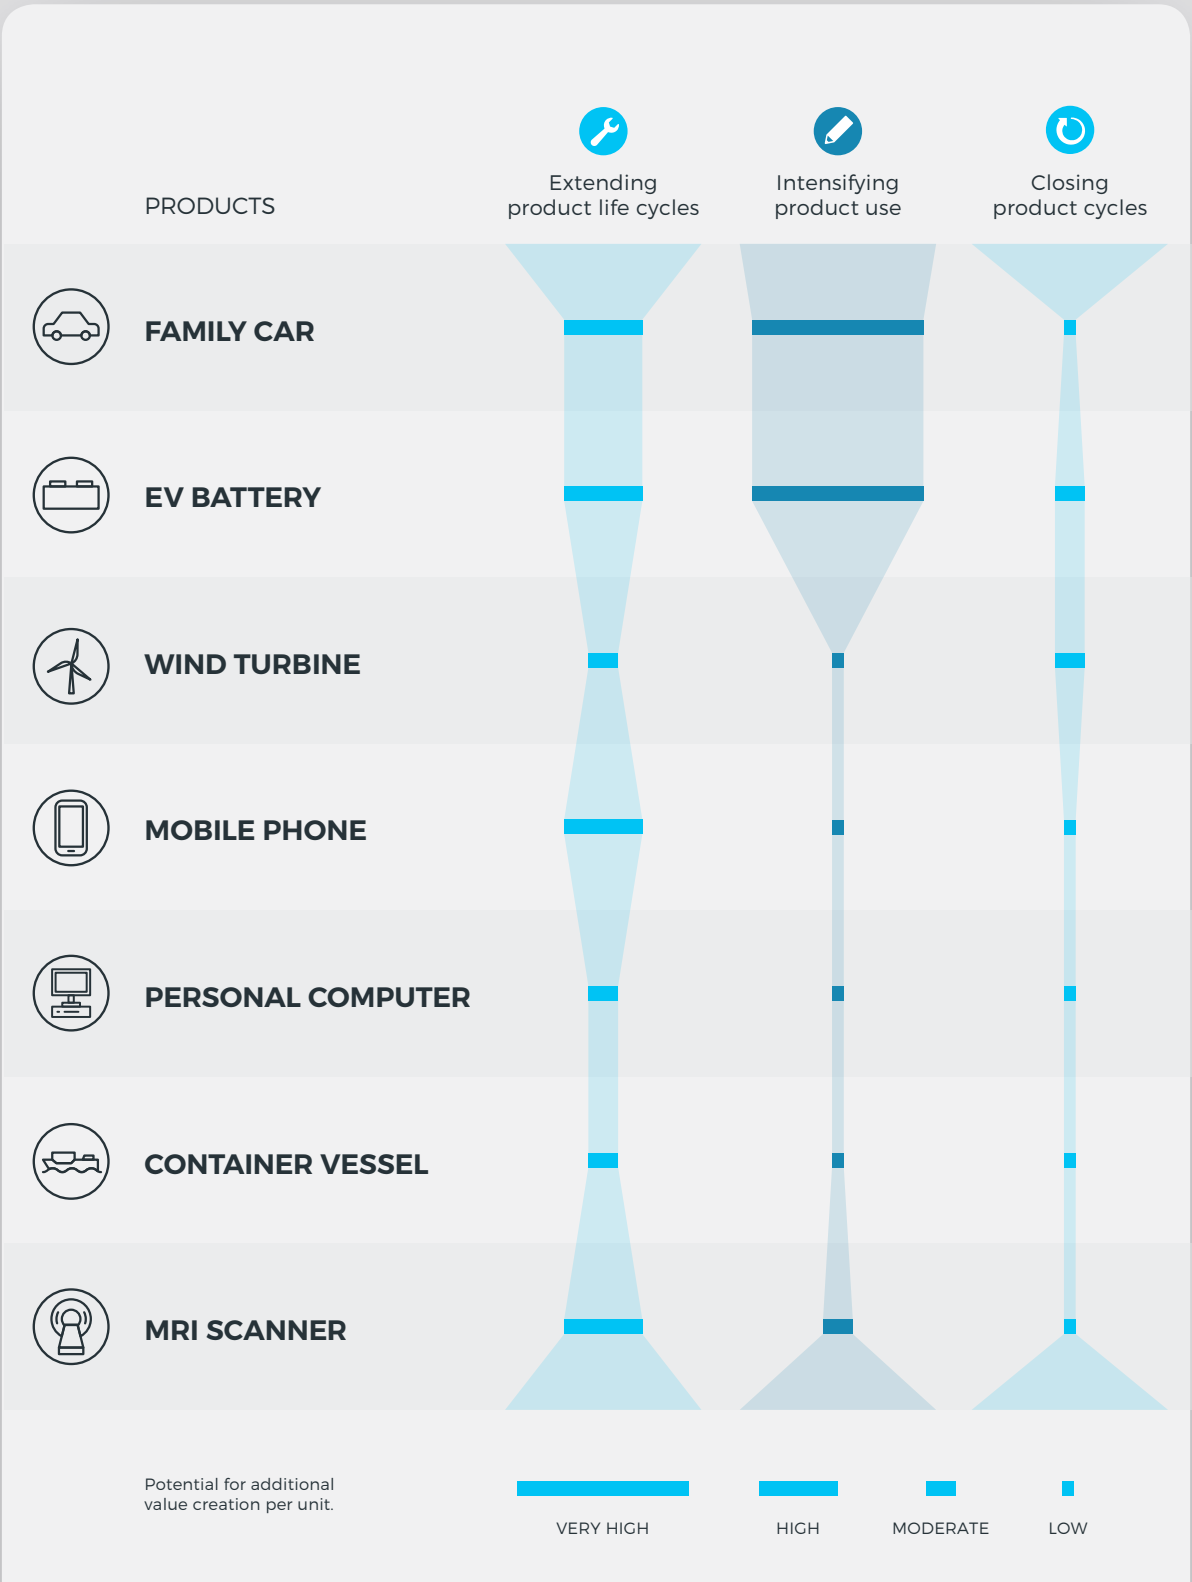 PRODUCTS
Extending
product life cycles
Intensifying
product use
Closing
product cycles
FAMILY CAR
EV BATTERY
WIND TURBINE
MOBILE PHONE
PERSONAL COMPUTER
CONTAINER VESSEL
MRI SCANNER
Potential for additional
value creation per unit.
VERY HIGH
HIGH
MODERATE
LOW